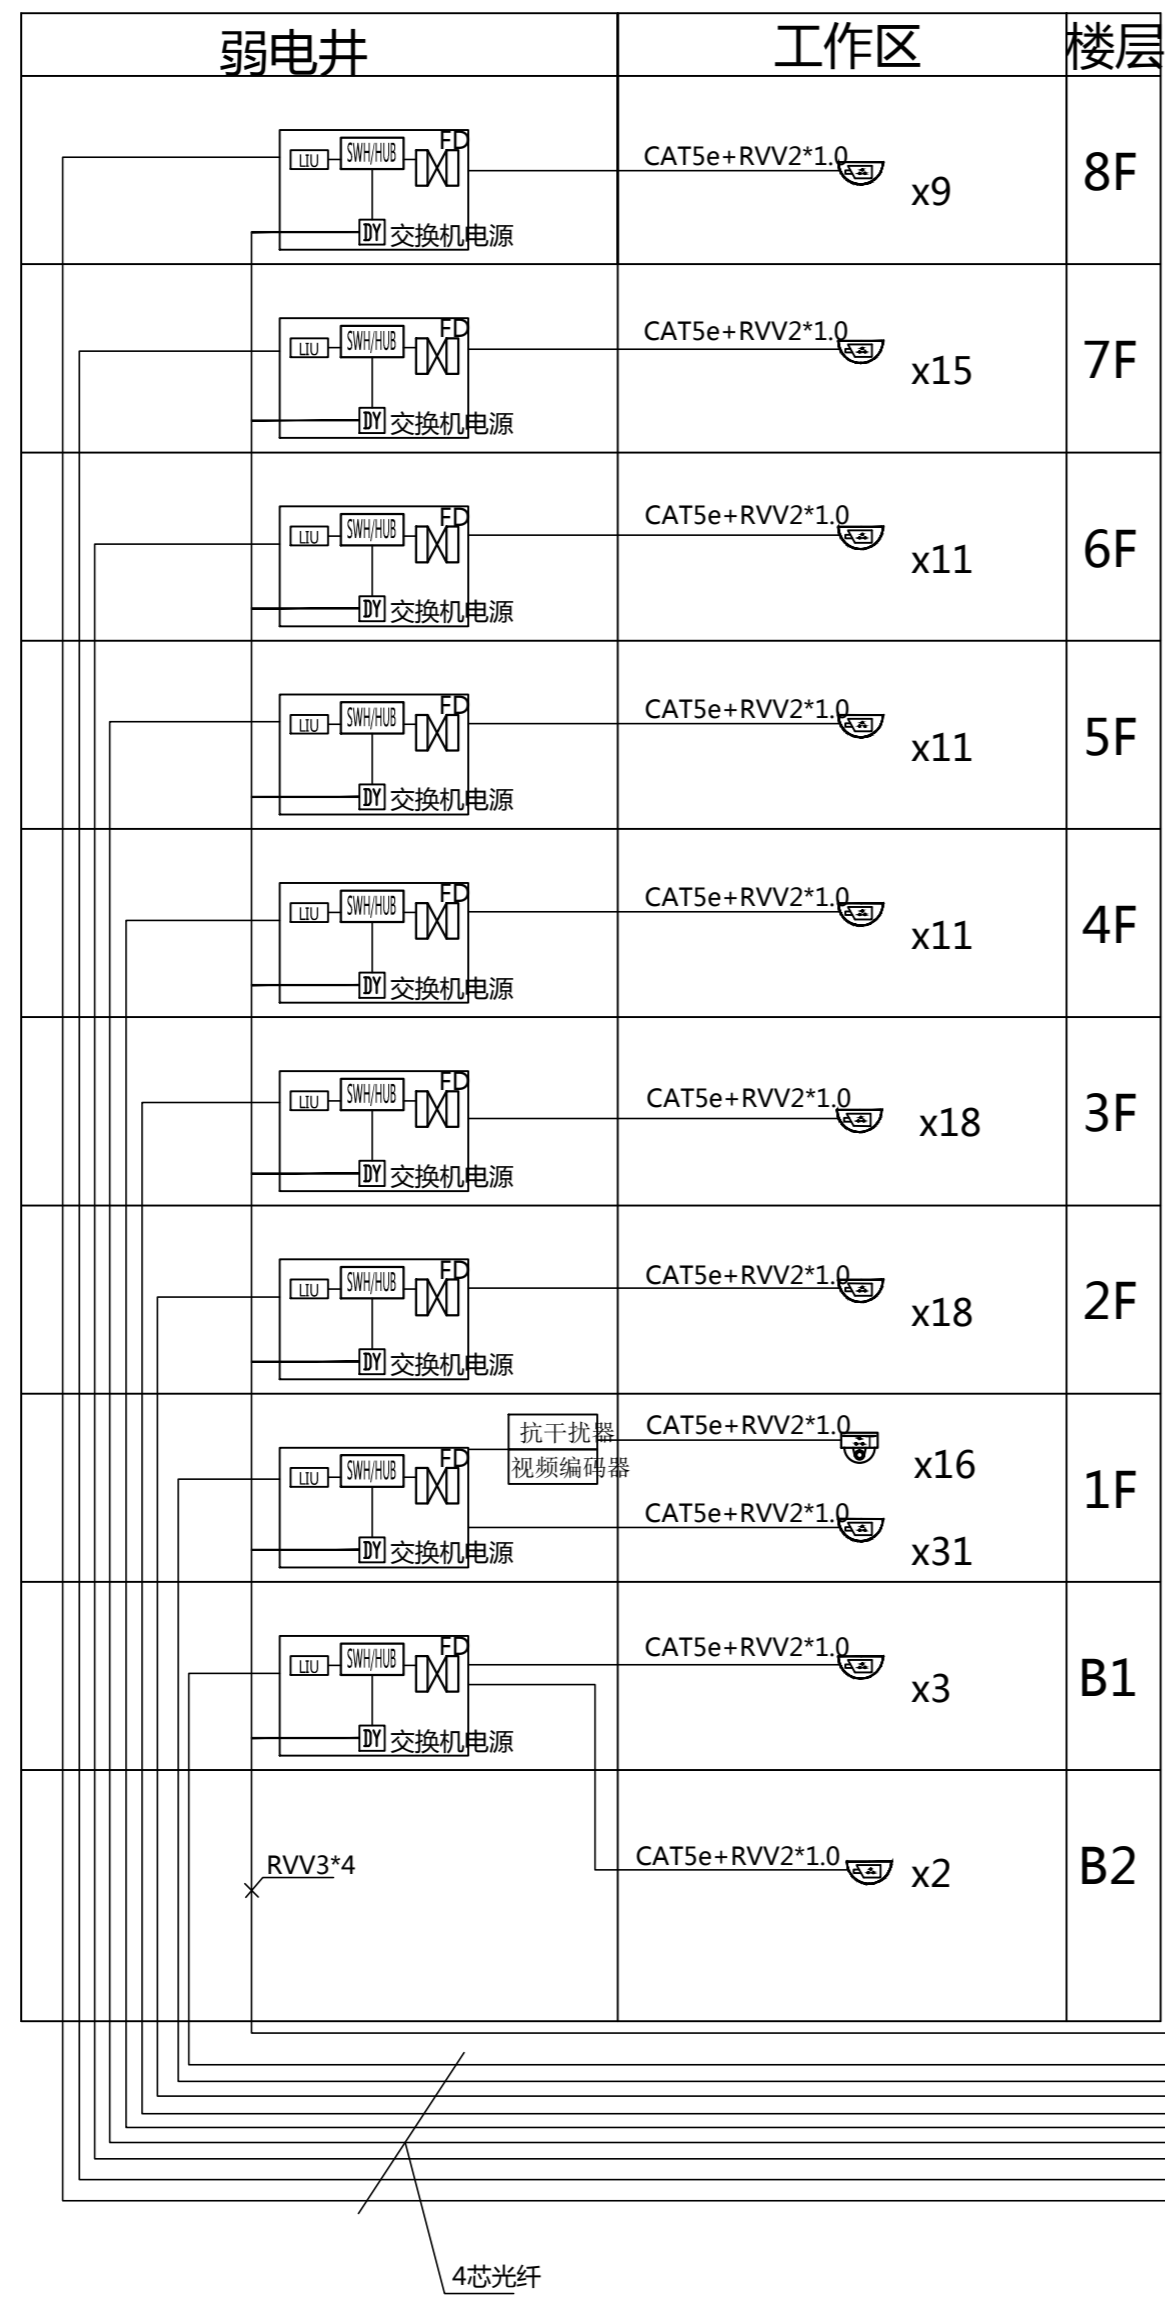 弱电井 工作区 楼层
FD
LIU SWH/HUB CAT5e+RVV2*1.0 x9 8F
DY 交换机电源
FD
LIU SWH/HUB CAT5e+RVV2*1.0 x15 7F
DY 交换机电源
FD
LIU SWH/HUB CAT5e+RVV2*1.0 x11 6F
DY 交换机电源
FD
LIU SWH/HUB CAT5e+RVV2*1.0 x11 5F
DY 交换机电源
FD
LIU SWH/HUB CAT5e+RVV2*1.0 x11 4F
DY 交换机电源
FD
LIU SWH/HUB CAT5e+RVV2*1.0 x18 3F
DY 交换机电源
FD
LIU SWH/HUB CAT5e+RVV2*1.0 x18 2F
DY 交换机电源
抗干扰器 CAT5e+RVV2*1.0 x16
FD 视频编码器
LIU SWH/HUB 1F
CAT5e+RVV2*1.0 x31
DY 交换机电源
FD
LIU SWH/HUB CAT5e+RVV2*1.0 x3 B1
DY 交换机电源
RVV3*4 CAT5e+RVV2*1.0 x2 B2
4芯光纤